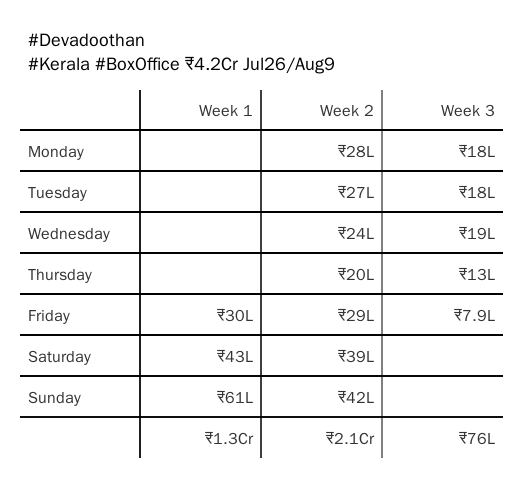 #Devadoothan
#Kerala #BoxOffice ₹4.2Cr Jul26/Aug9
Week 1 Week 2 Week 3
Monday ₹28L ₹18L
Tuesday ₹27L ₹18L
Wednesday ₹24L ₹19L
Thursday ₹20L ₹13L
Friday ₹30L ₹29L ₹7.9L
Saturday ₹43L ₹39L
Sunday ₹61L ₹42L
₹1.3Cr ₹2.1Cr ₹76L